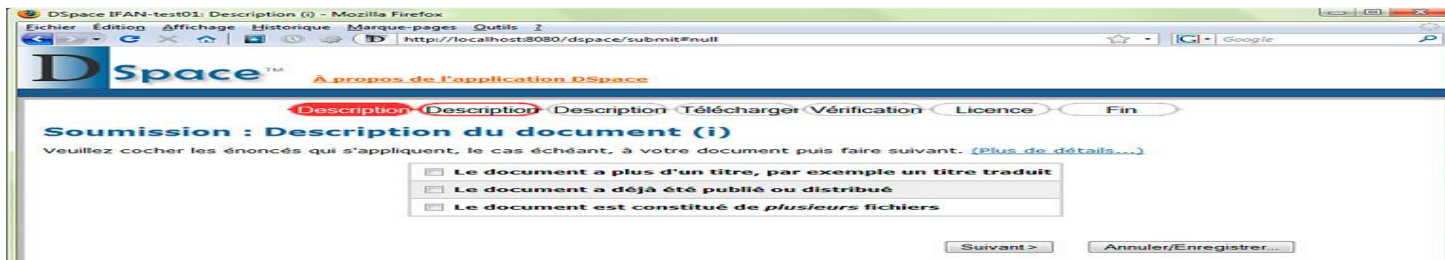 DSpace IFAN-test01: Description (i) - Mozilla Firefox
Fichier Édition Affichage Historique Marque-pages Outils ?
http://localhost:8080/dspace/submit#null
Google
DSpace™ À propos de l'application DSpace
Description Description Description Télécharger Vérification Licence Fin
Soumission : Description du document (i)
Veuillez cocher les énoncés qui s'appliquent, le cas échéant, à votre document puis faire suivant. (Plus de détails...)
Le document a plus d'un titre, par exemple un titre traduit
Le document a déjà été publié ou distribué
Le document est constitué de plusieurs fichiers
Suivant > Annuler/Enregistrer...